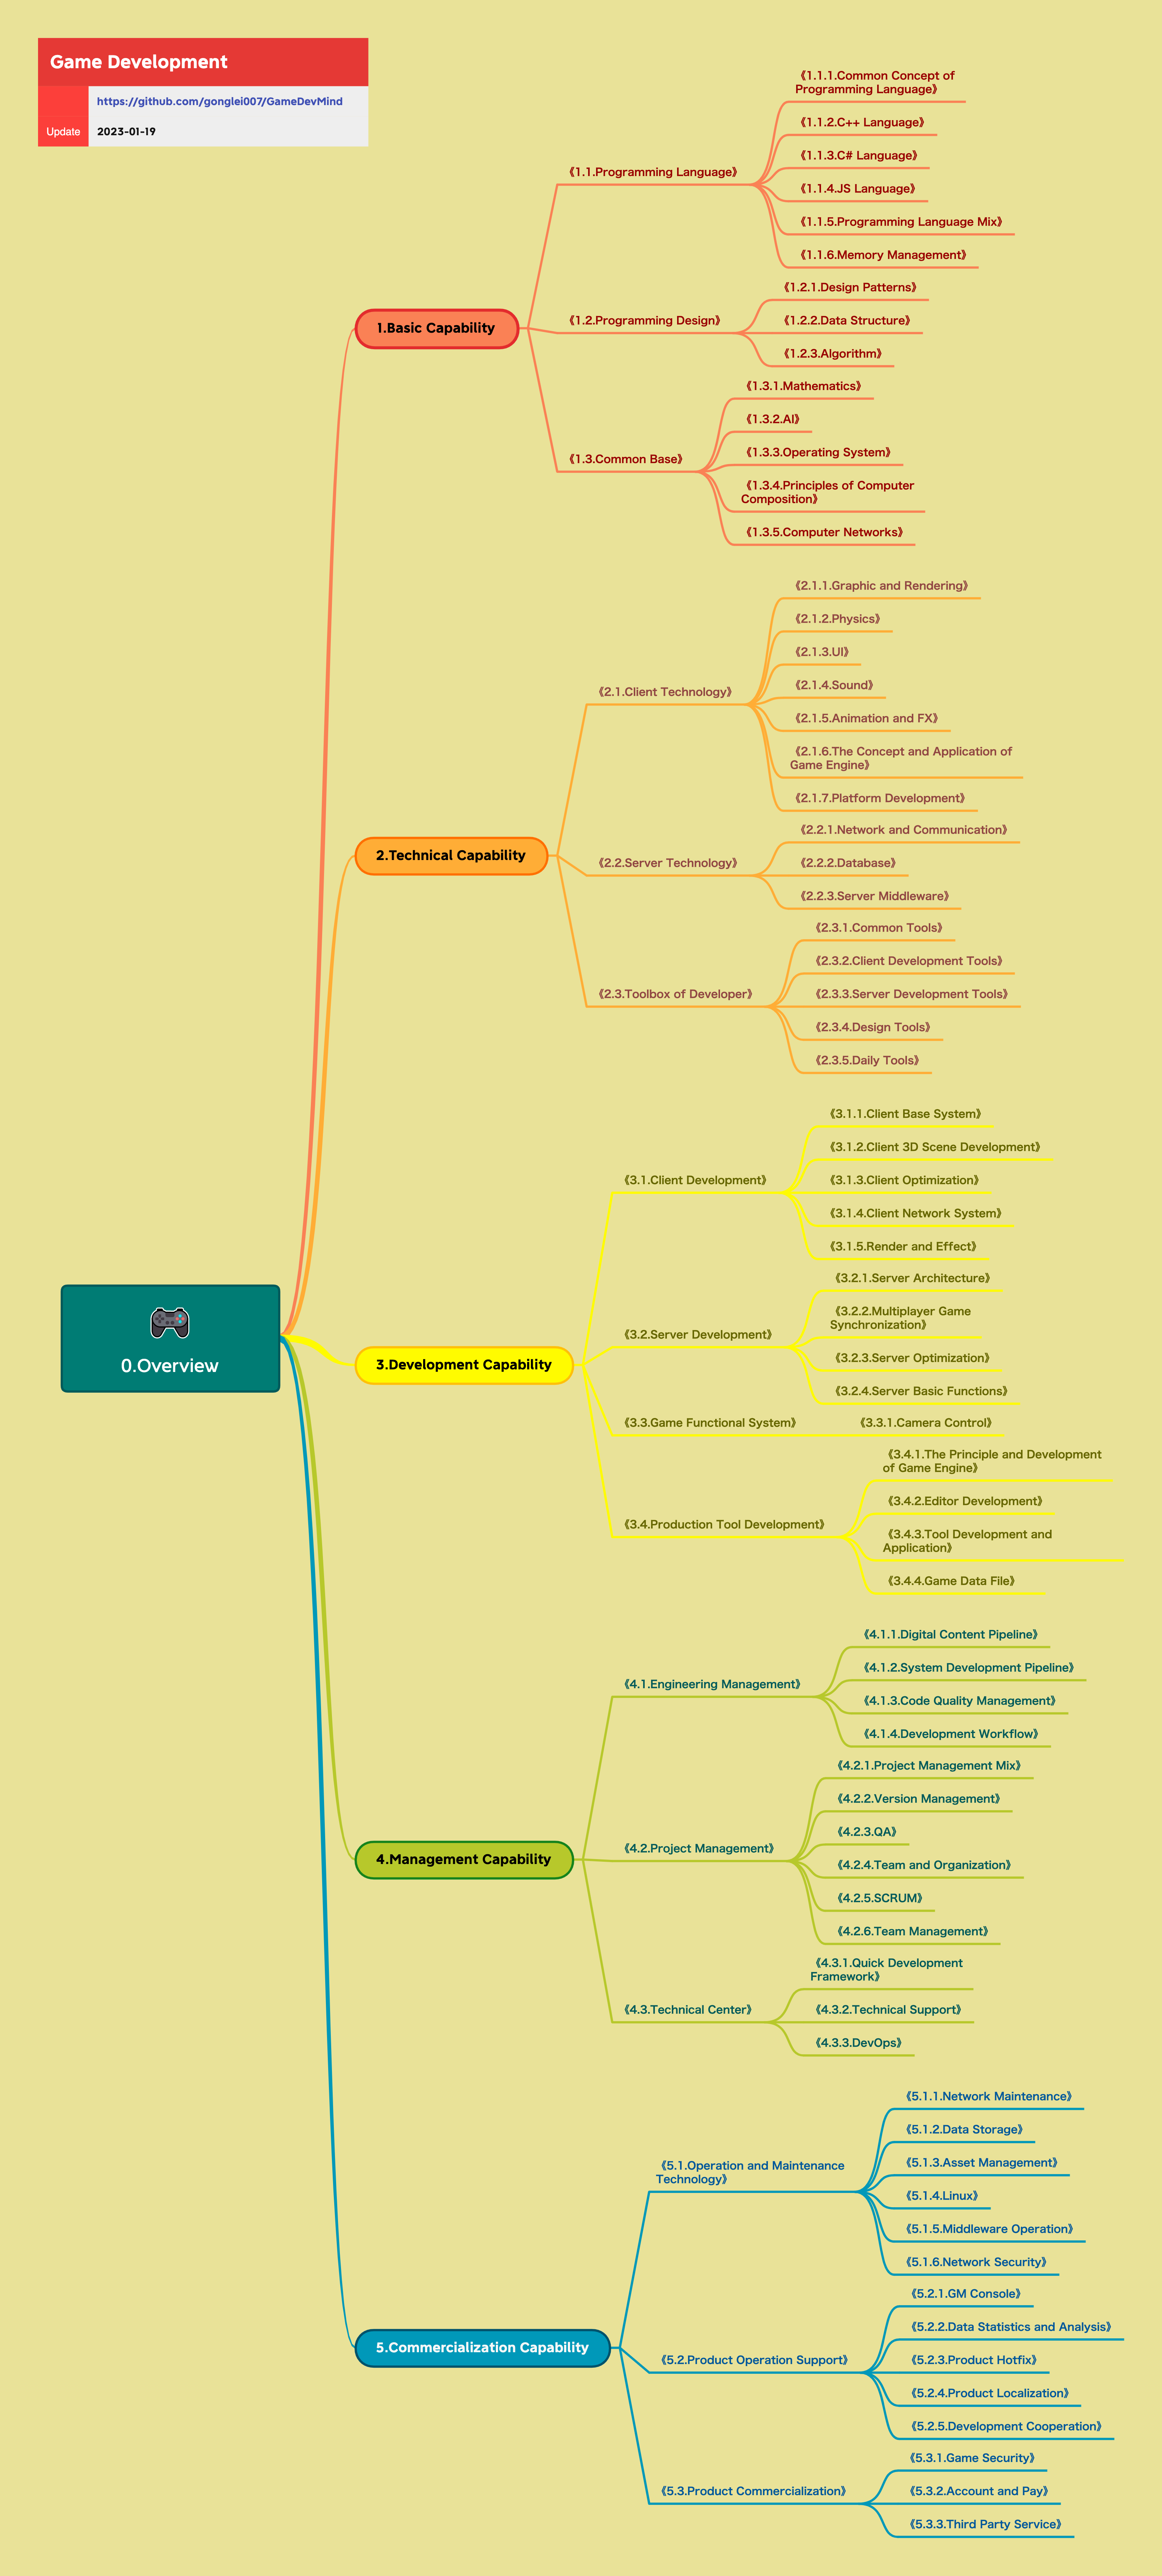 Game Development
https://github.com/gonglei007/GameDevMind
Update 2023-01-19
0.Overview
1.Basic Capability
《1.1.Programming Language》
《1.1.1.Common Concept of
Programming Language》
《1.1.2.C++ Language》
《1.1.3.C# Language》
《1.1.4.JS Language》
《1.1.5.Programming Language Mix》
《1.1.6.Memory Management》
《1.2.Programming Design》
《1.2.1.Design Patterns》
《1.2.2.Data Structure》
《1.2.3.Algorithm》
《1.3.Common Base》
《1.3.1.Mathematics》
《1.3.2.AI》
《1.3.3.Operating System》
《1.3.4.Principles of Computer
Composition》
《1.3.5.Computer Networks》
2.Technical Capability
《2.1.Client Technology》
《2.1.1.Graphic and Rendering》
《2.1.2.Physics》
《2.1.3.UI》
《2.1.4.Sound》
《2.1.5.Animation and FX》
《2.1.6.The Concept and Application of
Game Engine》
《2.1.7.Platform Development》
《2.2.Server Technology》
《2.2.1.Network and Communication》
《2.2.2.Database》
《2.2.3.Server Middleware》
《2.3.Toolbox of Developer》
《2.3.1.Common Tools》
《2.3.2.Client Development Tools》
《2.3.3.Server Development Tools》
《2.3.4.Design Tools》
《2.3.5.Daily Tools》
3.Development Capability
《3.1.Client Development》
《3.1.1.Client Base System》
《3.1.2.Client 3D Scene Development》
《3.1.3.Client Optimization》
《3.1.4.Client Network System》
《3.1.5.Render and Effect》
《3.2.Server Development》
《3.2.1.Server Architecture》
《3.2.2.Multiplayer Game
Synchronization》
《3.2.3.Server Optimization》
《3.2.4.Server Basic Functions》
《3.3.Game Functional System》
《3.3.1.Camera Control》
《3.4.Production Tool Development》
《3.4.1.The Principle and Development
of Game Engine》
《3.4.2.Editor Development》
《3.4.3.Tool Development and
Application》
《3.4.4.Game Data File》
4.Management Capability
《4.1.Engineering Management》
《4.1.1.Digital Content Pipeline》
《4.1.2.System Development Pipeline》
《4.1.3.Code Quality Management》
《4.1.4.Development Workflow》
《4.2.Project Management》
《4.2.1.Project Management Mix》
《4.2.2.Version Management》
《4.2.3.QA》
《4.2.4.Team and Organization》
《4.2.5.SCRUM》
《4.2.6.Team Management》
《4.3.Technical Center》
《4.3.1.Quick Development
Framework》
《4.3.2.Technical Support》
《4.3.3.DevOps》
5.Commercialization Capability
《5.1.Operation and Maintenance
Technology》
《5.1.1.Network Maintenance》
《5.1.2.Data Storage》
《5.1.3.Asset Management》
《5.1.4.Linux》
《5.1.5.Middleware Operation》
《5.1.6.Network Security》
《5.2.Product Operation Support》
《5.2.1.GM Console》
《5.2.2.Data Statistics and Analysis》
《5.2.3.Product Hotfix》
《5.2.4.Product Localization》
《5.2.5.Development Cooperation》
《5.3.Product Commercialization》
《5.3.1.Game Security》
《5.3.2.Account and Pay》
《5.3.3.Third Party Service》